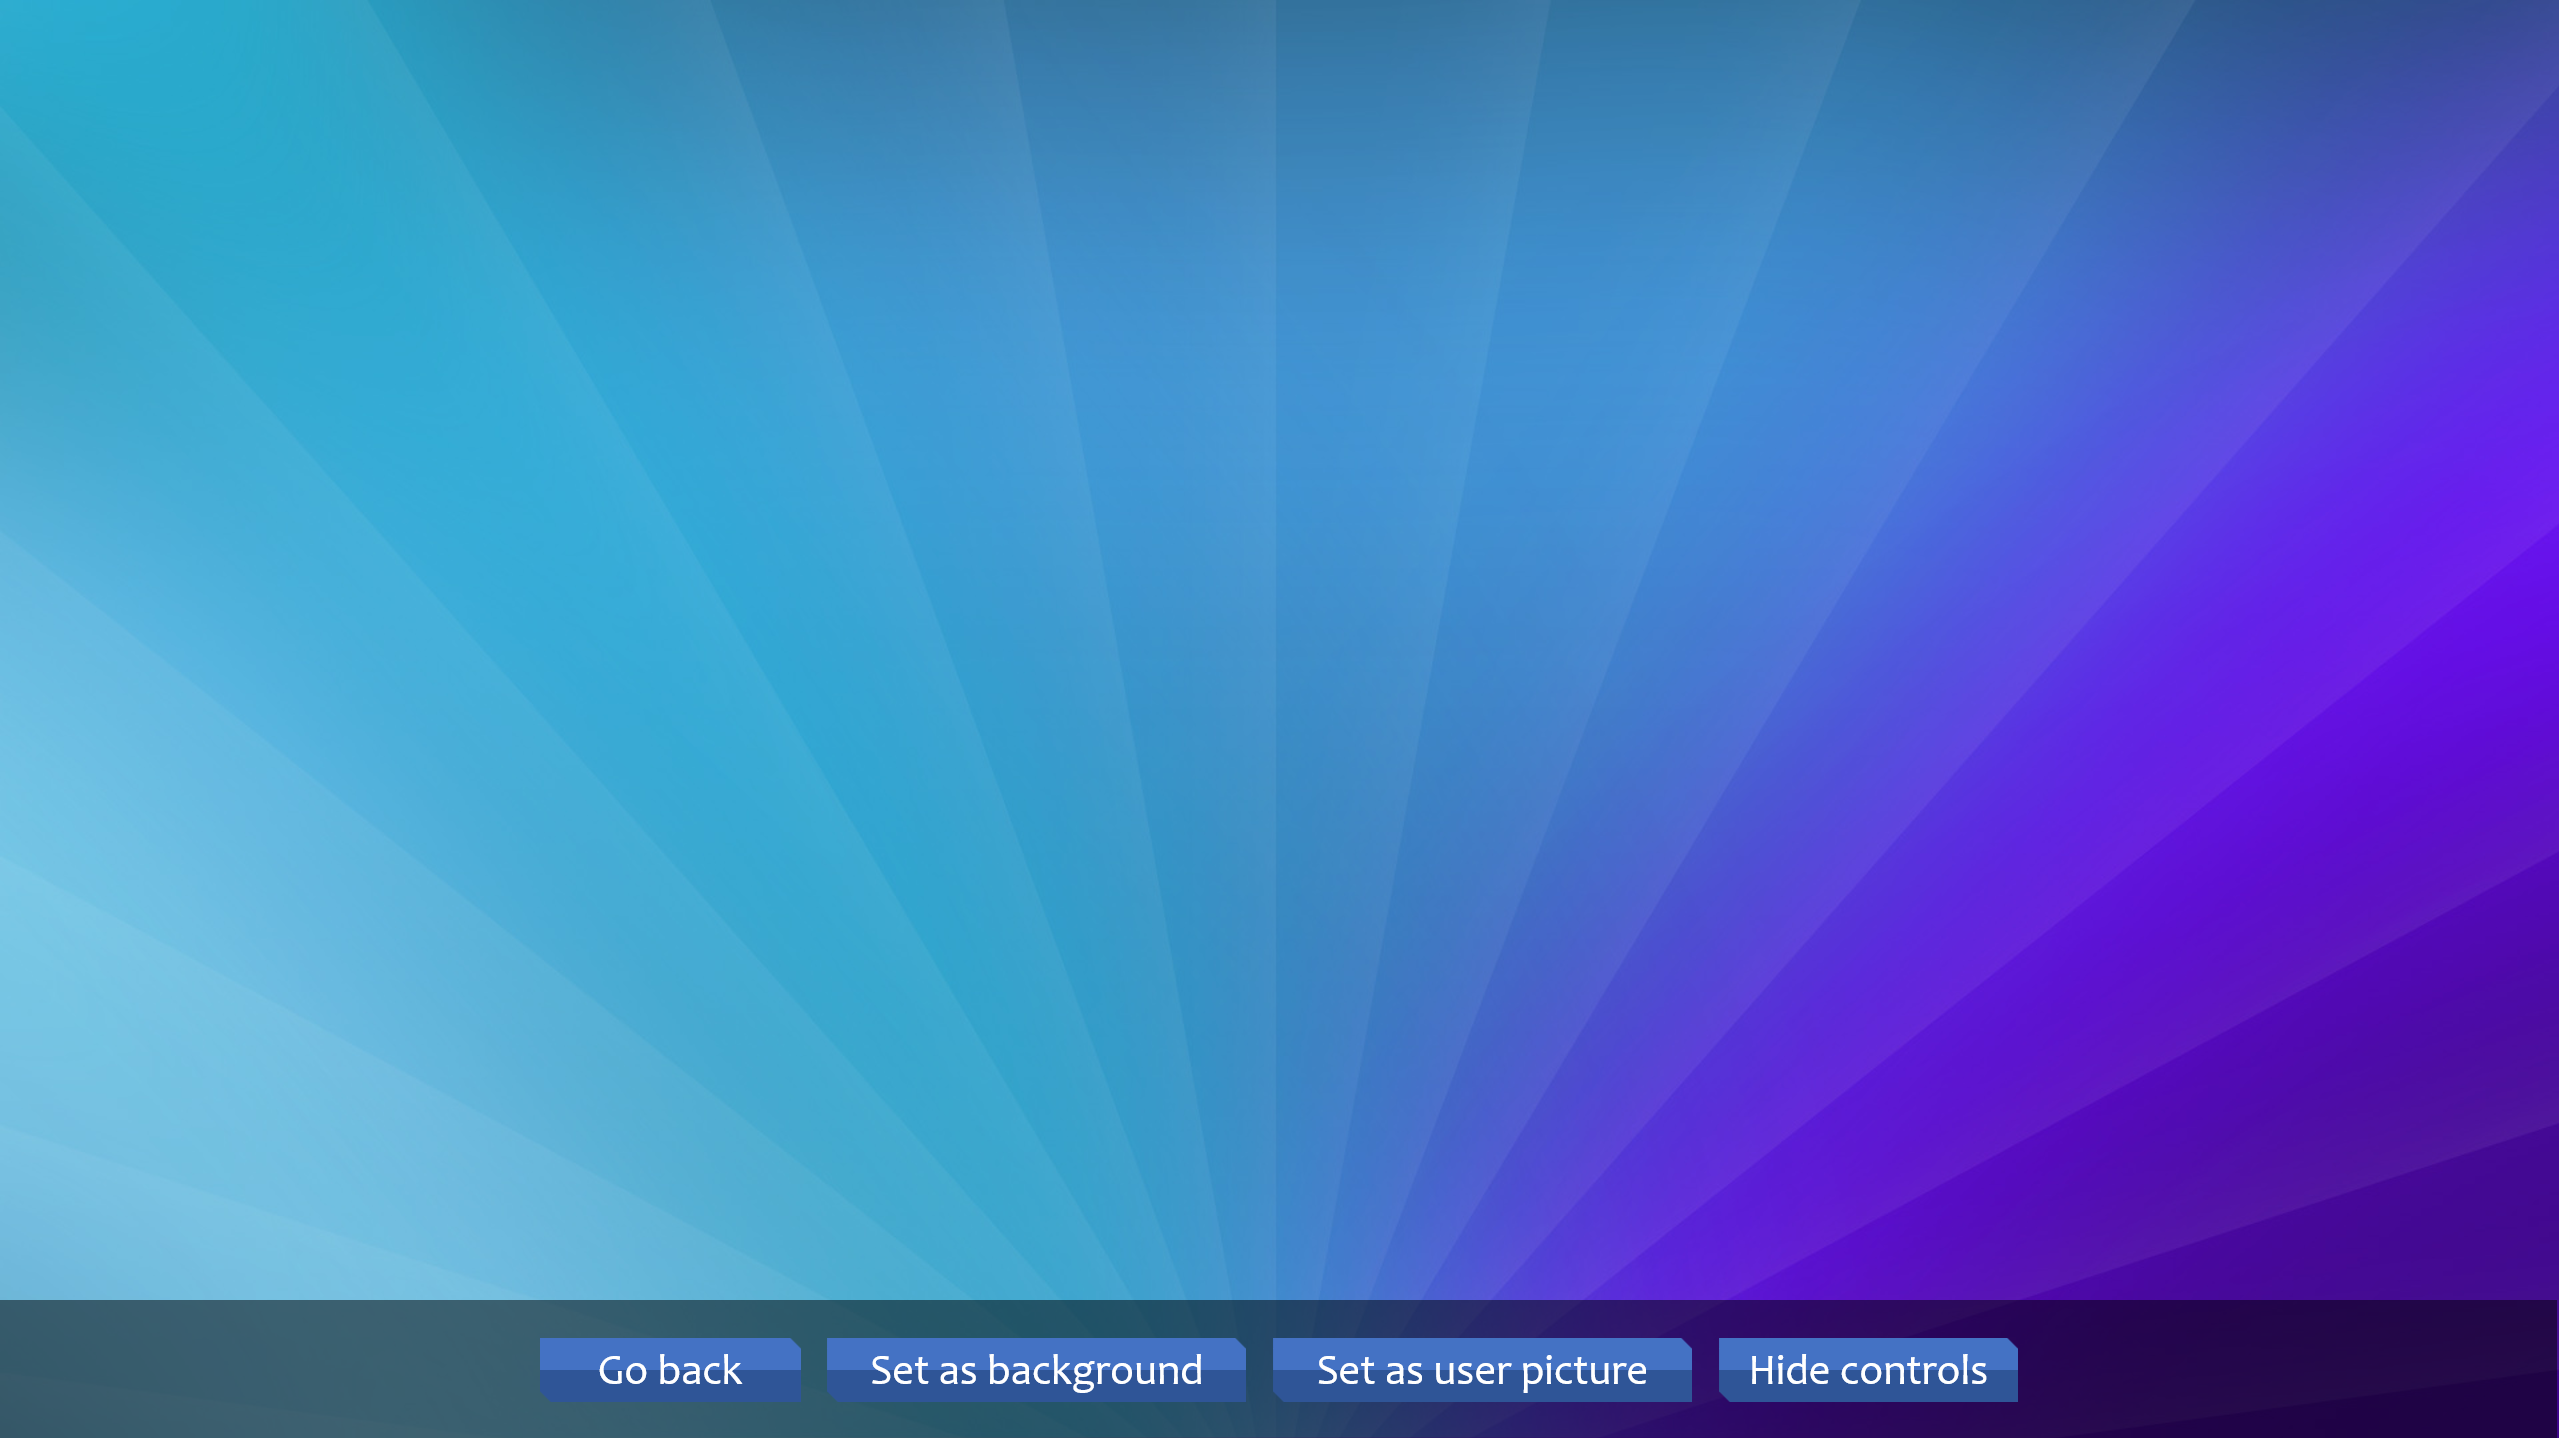 Go back
Set as background
Set as user picture
Hide controls